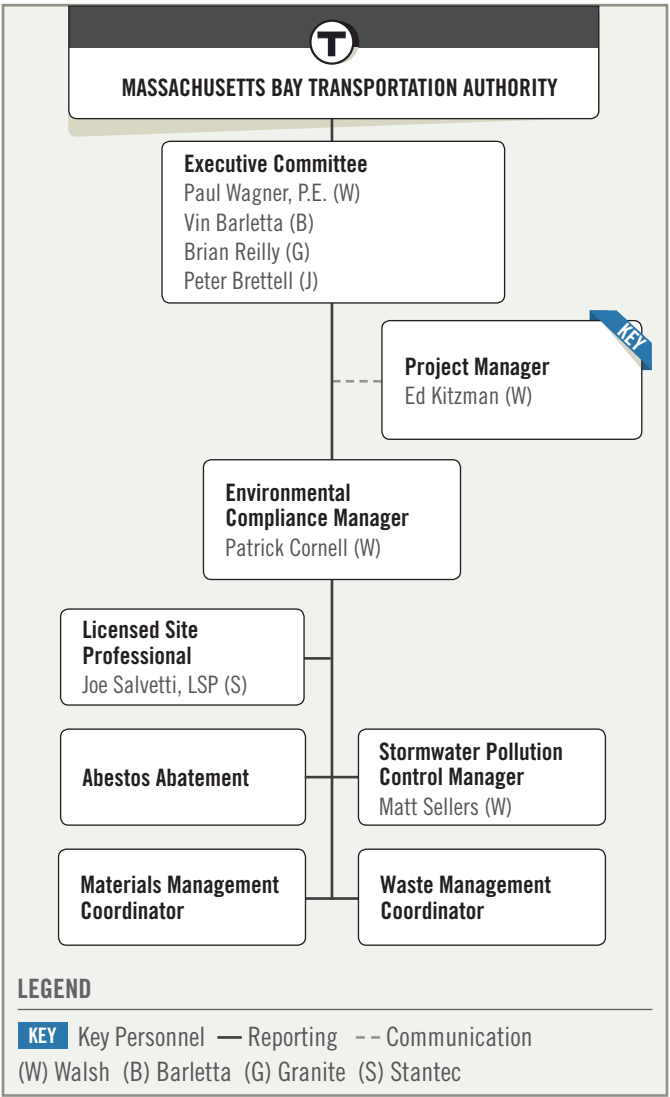 T
MASSACHUSETTS BAY TRANSPORTATION AUTHORITY
Executive Committee
Paul Wagner, P.E. (W)
Vin Barletta (B)
Brian Reilly (G)
Peter Brettell (J)
KEY
Project Manager
Ed Kitzman (W)
Environmental
Compliance Manager
Patrick Cornell (W)
Licensed Site
Professional
Joe Salvetti, LSP (S)
Abestos Abatement
Stormwater Pollution
Control Manager
Matt Sellers (W)
Materials Management
Coordinator
Waste Management
Coordinator
LEGEND
KEY Key Personnel Reporting Communication
(W) Walsh (B) Barletta (G) Granite (S) Stantec